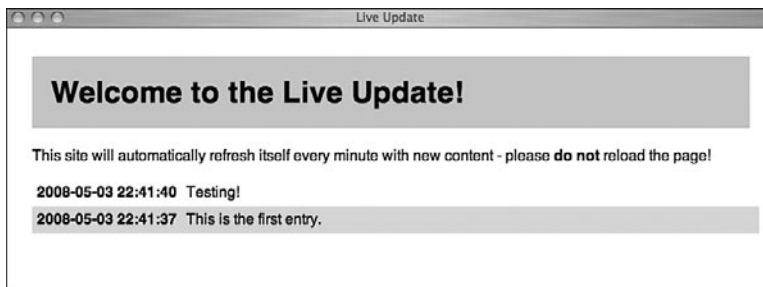 Live Update
Welcome to the Live Update!
This site will automatically refresh itself every minute with new content - please do not reload the page!
2008-05-03 22:41:40 Testing!
2008-05-03 22:41:37 This is the first entry.